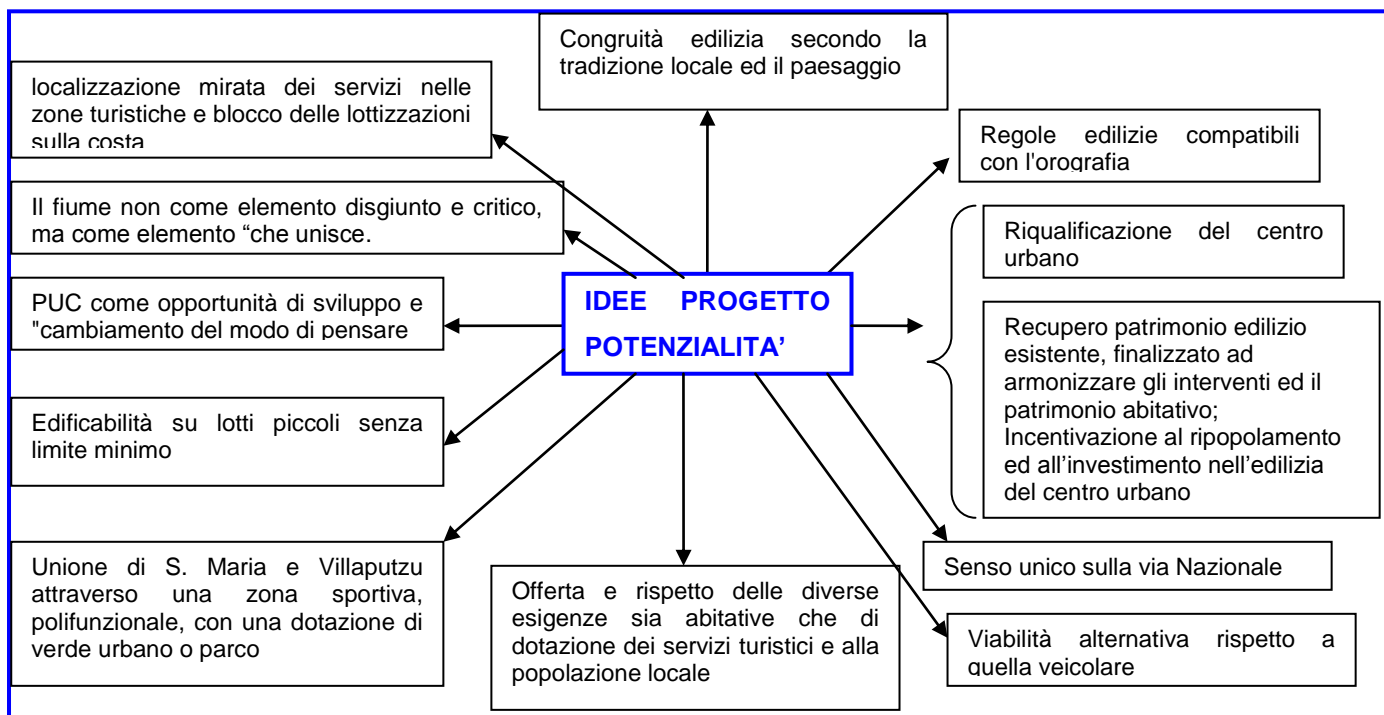 Congruità edilizia secondo la
tradizione locale ed il paesaggio
localizzazione mirata dei servizi nelle
zone turistiche e blocco delle lottizzazioni
sulla costa
Regole edilizie compatibili
con l'orografia
Il fiume non come elemento disgiunto e critico,
ma come elemento “che unisce.
Riqualificazione del centro
urbano
PUC come opportunità di sviluppo e
"cambiamento del modo di pensare
IDEE PROGETTO
POTENZIALITA’
Recupero patrimonio edilizio
esistente, finalizzato ad
armonizzare gli interventi ed il
patrimonio abitativo;
Incentivazione al ripopolamento
ed all’investimento nell’edilizia
del centro urbano
Edificabilità su lotti piccoli senza
limite minimo
Unione di S. Maria e Villaputzu
attraverso una zona sportiva,
polifunzionale, con una dotazione di
verde urbano o parco
Offerta e rispetto delle diverse
esigenze sia abitative che di
dotazione dei servizi turistici e alla
popolazione locale
Senso unico sulla via Nazionale
Viabilità alternativa rispetto a
quella veicolare